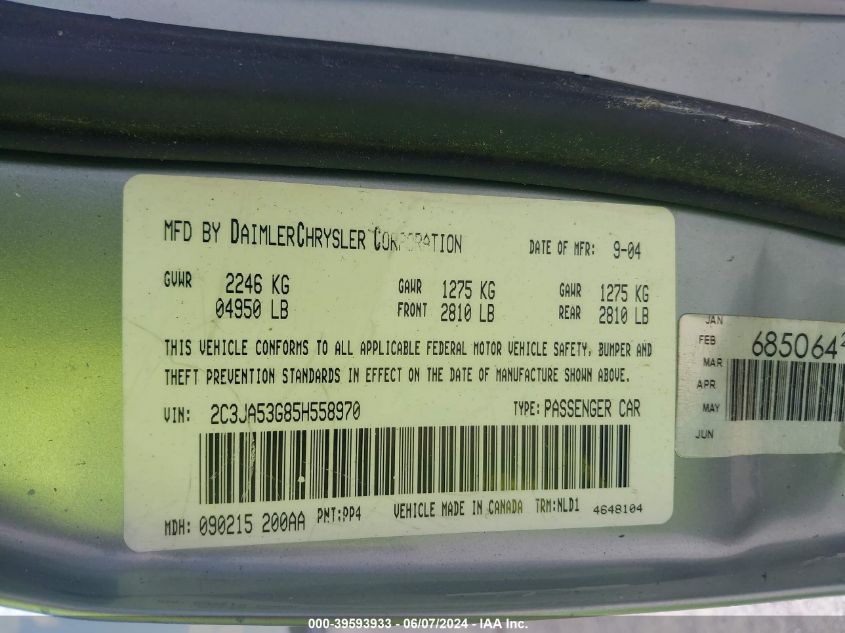 MFD BY DAIMLERCHRYSLER CORPORATION DATE OF MFR: 9-04
GVWR 2246 KG GAWR 1275 KG GAWR 1275 KG
04950 LB FRONT 2810 LB REAR 2810 LB
THIS VEHICLE CONFORMS TO ALL APPLICABLE FEDERAL MOTOR VEHICLE SAFETY, BUMPER AND
THEFT PREVENTION STANDARDS IN EFFECT ON THE DATE OF MANUFACTURE SHOWN ABOVE.
VIN: 2C3JA53G85H558970 TYPE: PASSENGER CAR
MDH: 090215 200AA PNT:PP4 VEHICLE MADE IN CANADA TRM:NLD1 4648104
JAN
FEB
MAR
APR
MAY
JUN
685064
000-39593933 — 06/07/2024 - IAA Inc.